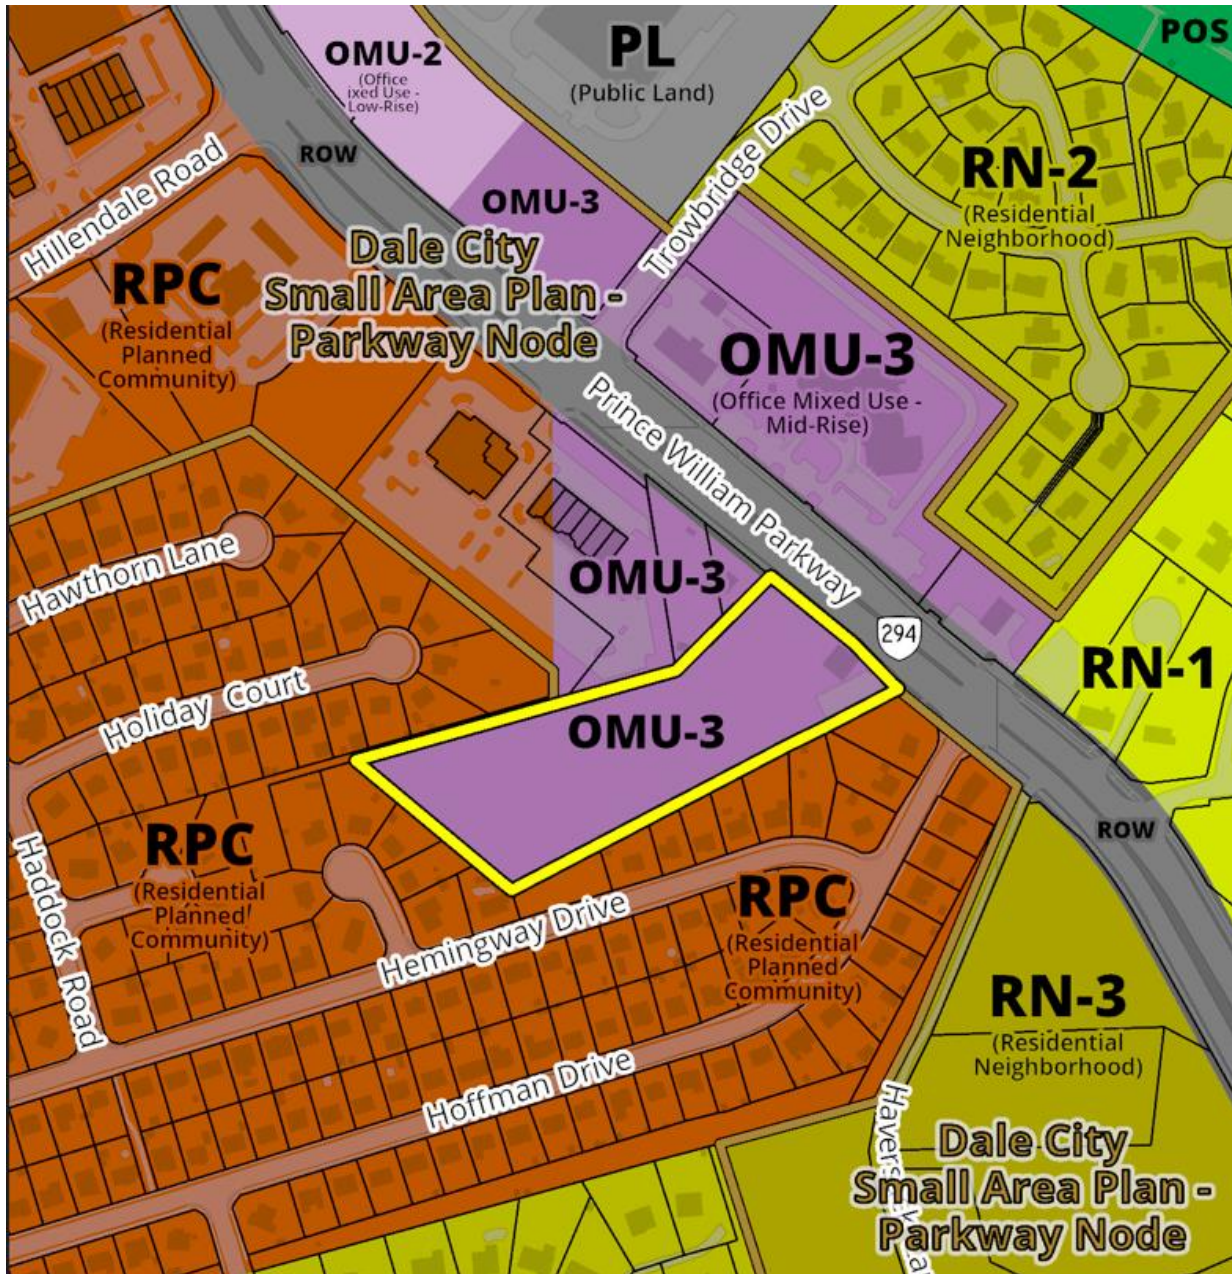 OMU-2
(Office
ixed Use -
Low-Rise)
PL
(Public Land)
POS
Trowbridge Drive
ROW
RN-2
(Residential
Neighborhood)
Hillendale Road
OMU-3
Dale City
Small Area Plan -
Parkway Node
RPC
(Residential
Planned
Community)
OMU-3
(Office Mixed Use -
Mid-Rise)
Prince William Parkway
Hawthorn Lane
OMU-3
294
RN-1
Holiday Court
OMU-3
ROW
Haddock Road
RPC
(Residential
Planned
Community)
Hemingway Drive
RPC
(Residential
Planned
Community)
RN-3
(Residential
Neighborhood)
Hoffman Drive
Dale City
Small Area Plan -
Parkway Node